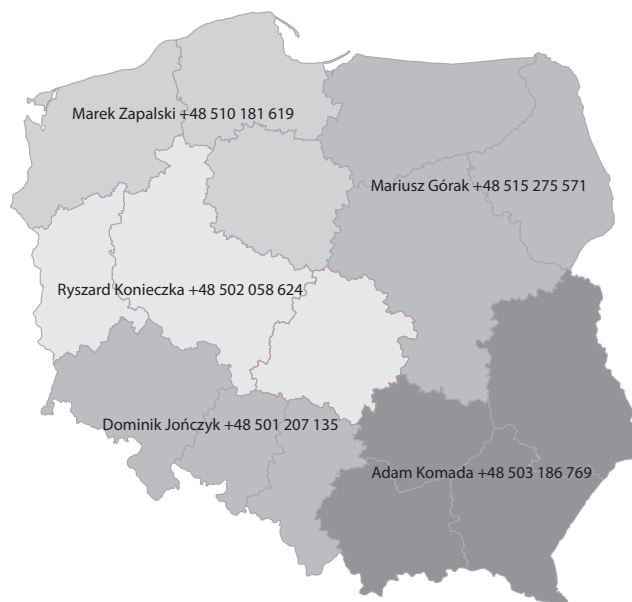 Marek Zapalski +48 510 181 619
Mariusz Górak +48 515 275 571
Ryszard Konieczka +48 502 058 624
Dominik Jończyk +48 501 207 135
Adam Komada +48 503 186 769